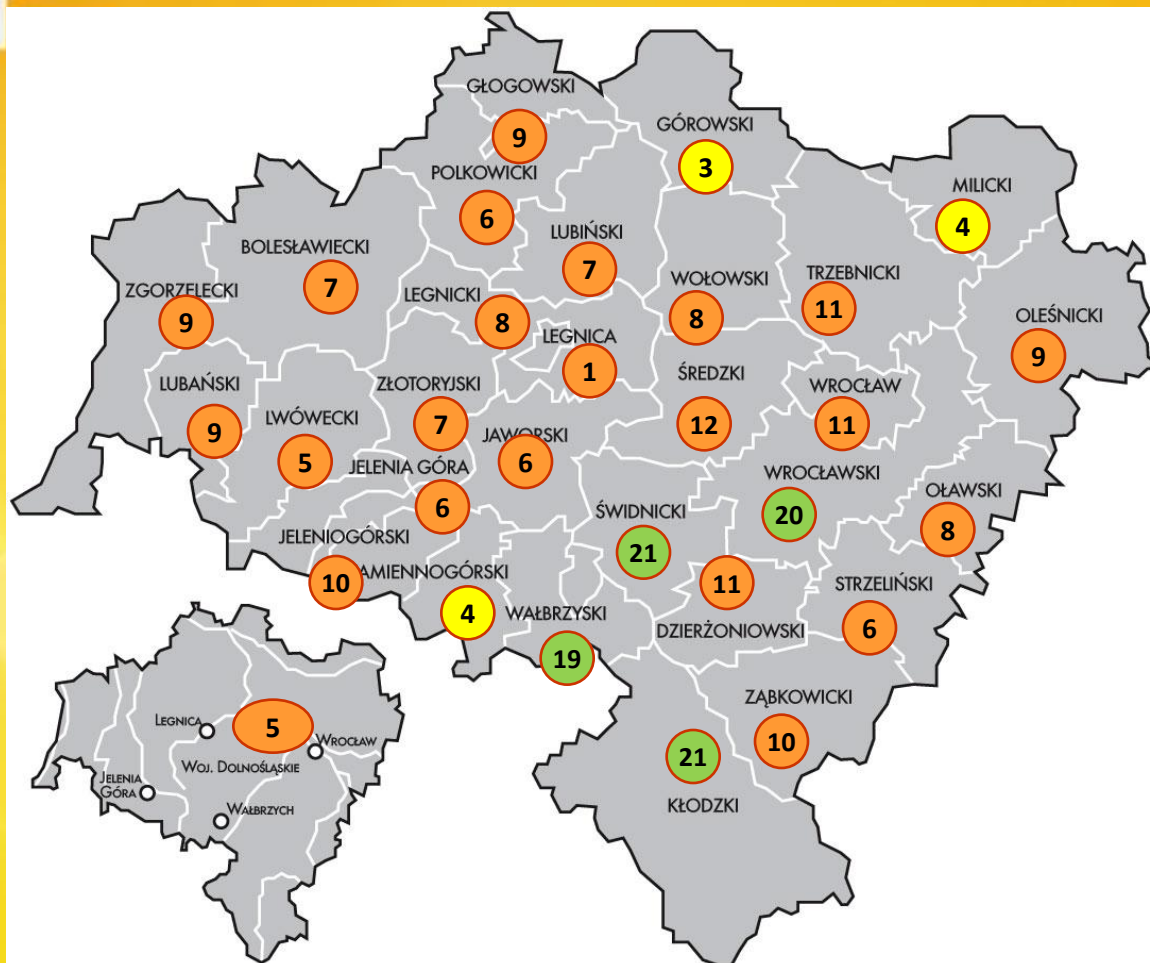 GŁOGOWSKI
9
GÓROWSKI
3
POLKOWICKI
6
MILICKI
4
LUBIŃSKI
7
BOLESŁAWIECKI
7
WOŁOWSKI
8
TRZEBNICKI
11
ZGORZELECKI
9
LEGNICKI
8
OLEŚNICKI
9
LEGNICA
1
LUBAŃSKI
9
ZŁOTORYJSKI
7
ŚREDZKI
12
WROCŁAW
11
LWÓWECKI
5
JAWORSKI
6
JELENIA GÓRA
6
WROCŁAWSKI
20
OŁAWSKI
8
ŚWIDNICKI
21
JELENIOGÓRSKI
10
AMIENNOGÓRSKI
4
11
DZIERŻONIOWSKI
STRZELIŃSKI
6
WAŁBRZYSKI
19
ZĄBKOWICKI
10
21
KŁODZKI
5
LEGNICA
WROCŁAW
WOJ. DOLNOŚLĄSKIE
JELENIA
GÓRA
WAŁBRZYCH